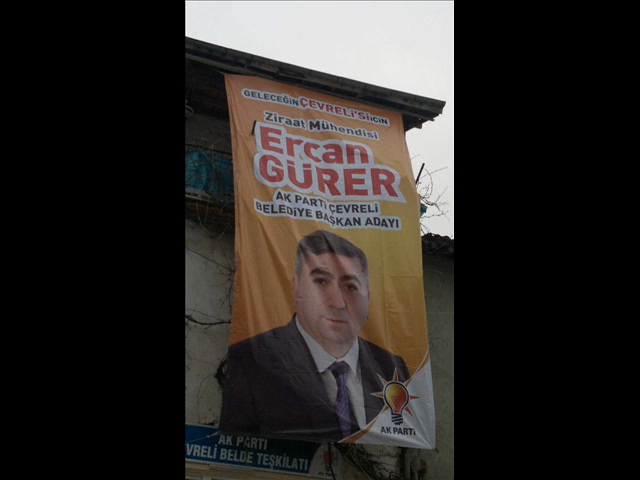 GELECEĞİN ÇEVRELİ'Sİ İÇİN
Ziraat Mühendisi
Ercan
GÜRER
AK PARTİ ÇEVRELİ
BELEDİYE BAŞKAN ADAYI
AK PARTİ
AK PARTİ
VRELİ BELDE TEŞKİLATI